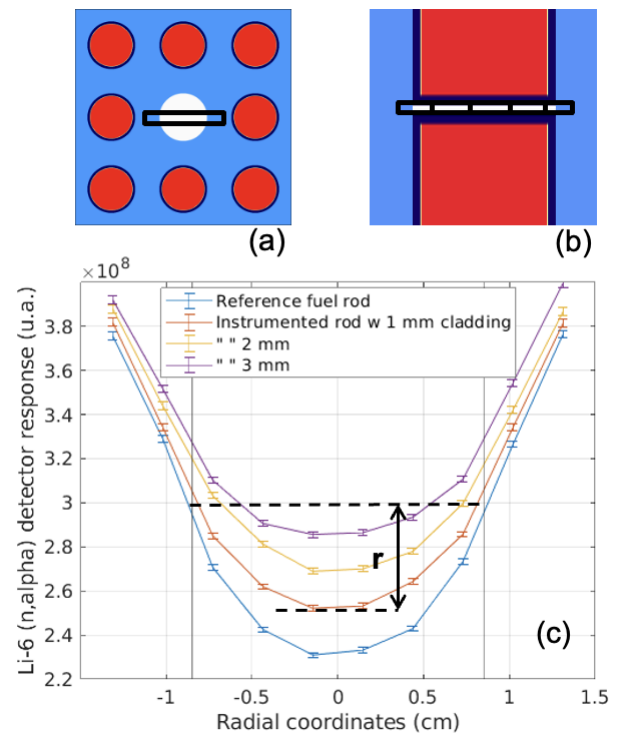 (a)
(b)
×10⁸
Reference fuel rod
Instrumented rod w 1 mm cladding
" " 2 mm
" " 3 mm
3.8
3.6
3.4
3.2
3
2.8
2.6
2.4
2.2
r
(c)
-1
-0.5
0
0.5
1
1.5
Li-6 (n,alpha) detector response (u.a.)
Radial coordinates (cm)